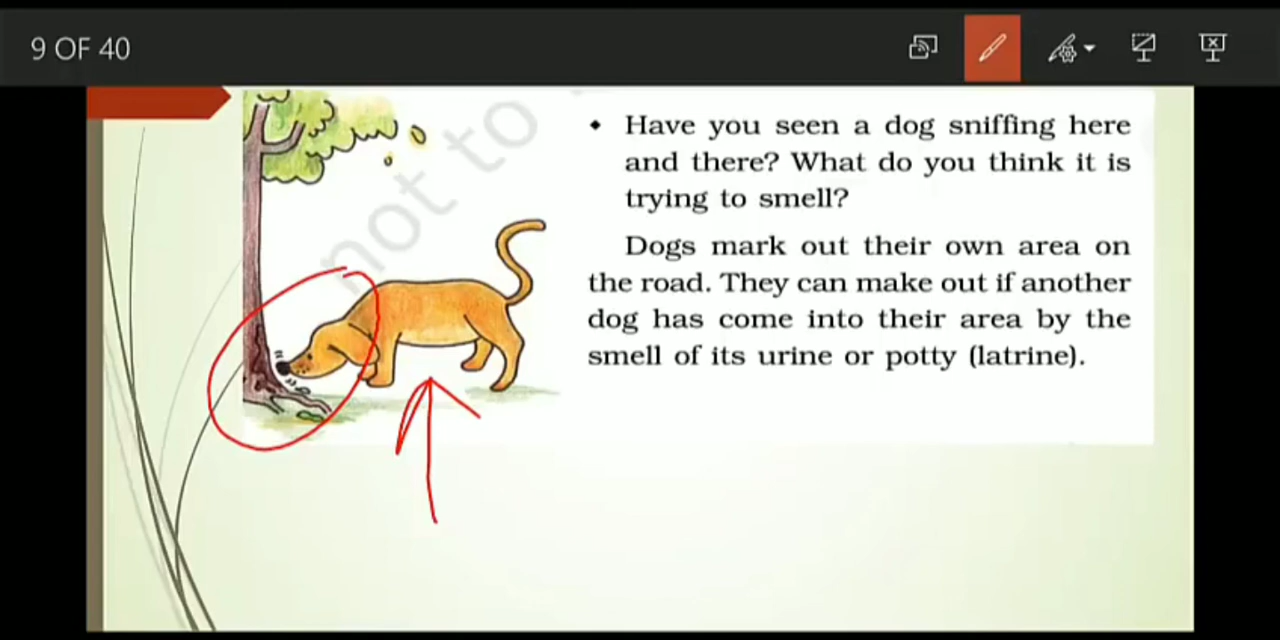 9 OF 40
not to
◆ Have you seen a dog sniffing here
and there? What do you think it is
trying to smell?
Dogs mark out their own area on
the road. They can make out if another
dog has come into their area by the
smell of its urine or potty (latrine).